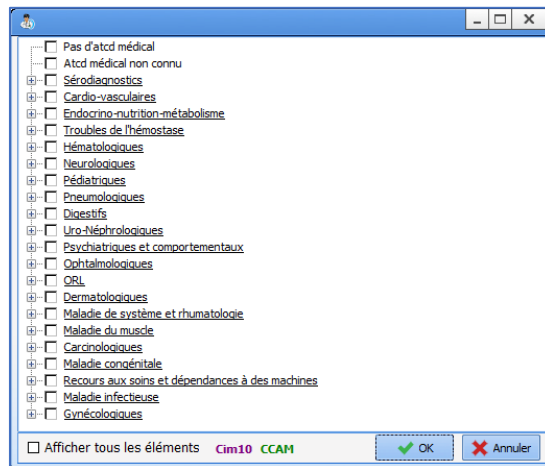 Pas d'atcd médical
Atcd médical non connu
Sérodiagnostics
Cardio-vasculaires
Endocrino-nutrition-métabolisme
Troubles de l'hémostase
Hématologiques
Neurologiques
Pédiatriques
Pneumologiques
Digestifs
Uro-Néphrologiques
Psychiatriques et comportementaux
Ophtalmologiques
ORL
Dermatologiques
Maladie de système et rhumatologie
Maladie du muscle
Carcinologiques
Maladie congénitale
Recours aux soins et dépendances à des machines
Maladie infectieuse
Gynécologiques
Afficher tous les éléments Cim10 CCAM OK Annuler